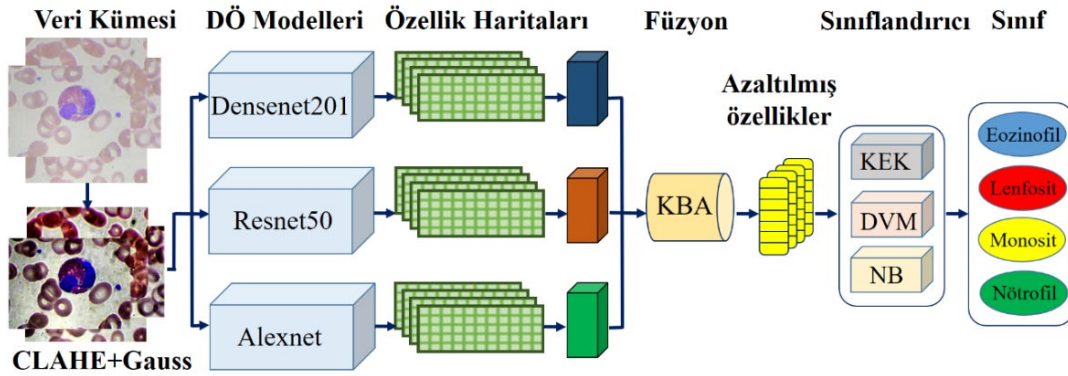 Veri Kümesi
DÖ Modelleri
Özellik Haritaları
Füzyon
Sınıflandırıcı
Sınıf
Densenet201
Resnet50
Alexnet
KBA
Azaltılmış
özellikler
KEK
DVM
NB
Eozinofil
Lenfosit
Monosit
Nötrofil
CLAHE+Gauss